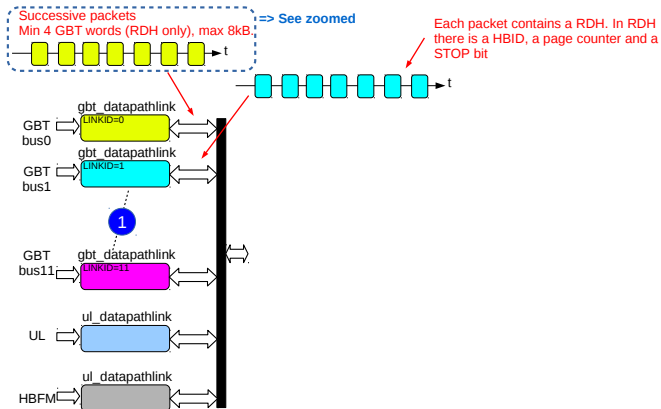 Successive packets
Min 4 GBT words (RDH only), max 8kB.
=> See zoomed
t
Each packet contains a RDH. In RDH
there is a HBID, a page counter and a
STOP bit
t
gbt_datapathlink
LINKID=0
GBT
bus0
gbt_datapathlink
LINKID=1
GBT
bus1
1
gbt_datapathlink
LINKID=11
GBT
bus11
ul_datapathlink
UL
ul_datapathlink
HBFM